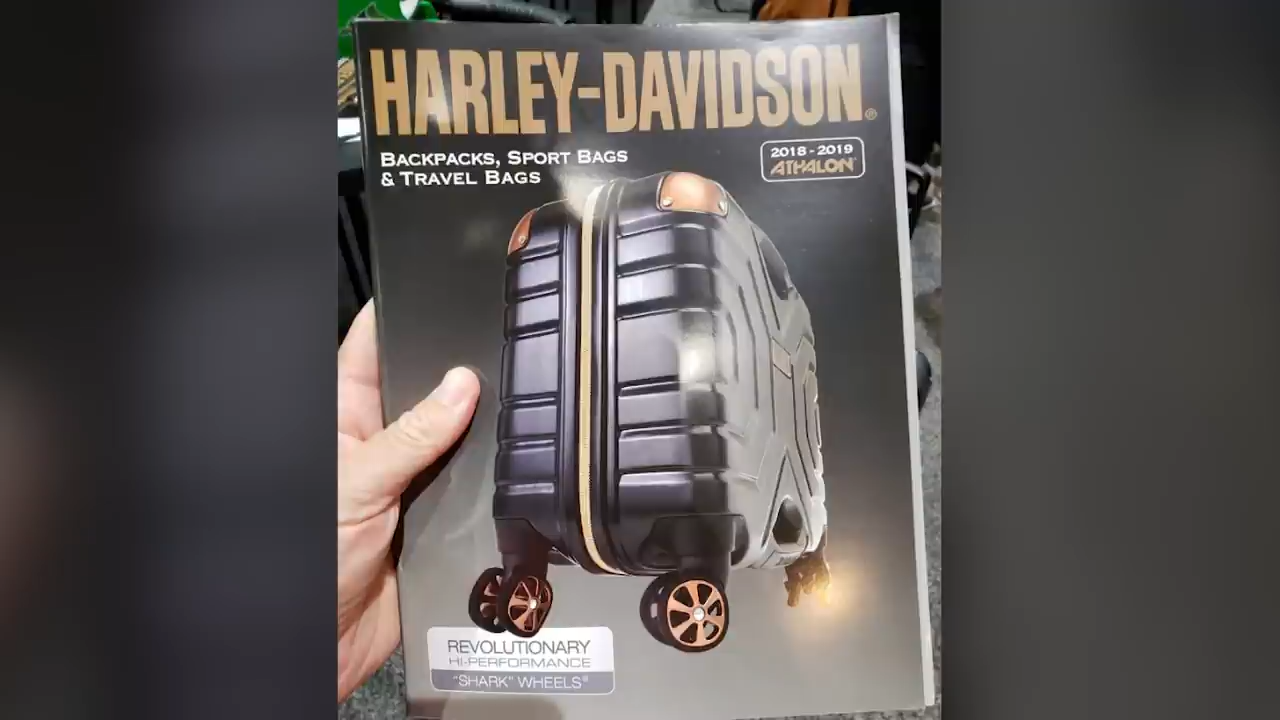 HARLEY-DAVIDSON®
BACKPACKS, SPORT BAGS
& TRAVEL BAGS
2018 - 2019
ATHALON®
REVOLUTIONARY
HI-PERFORMANCE
"SHARK" WHEELS®